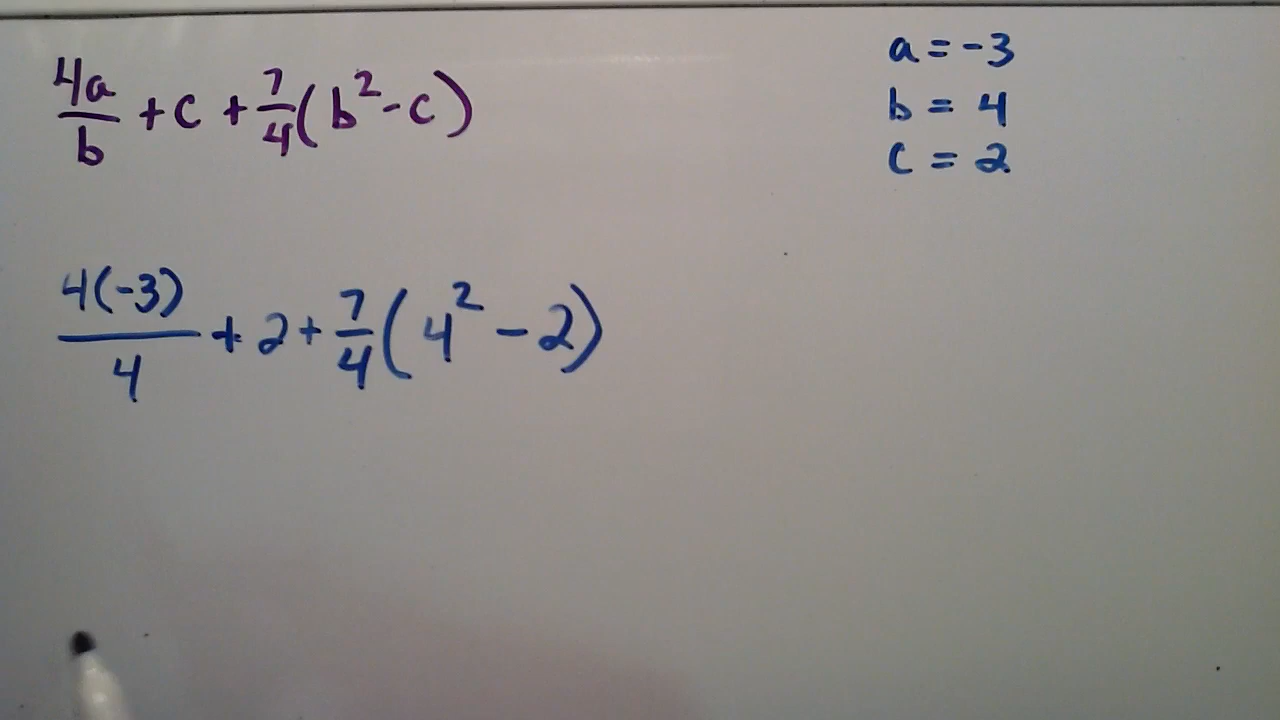 4a/b + c + 7/4 (b² - c)
a = -3
b = 4
c = 2
4(-3)/4 + 2 + 7/4 (4² - 2)